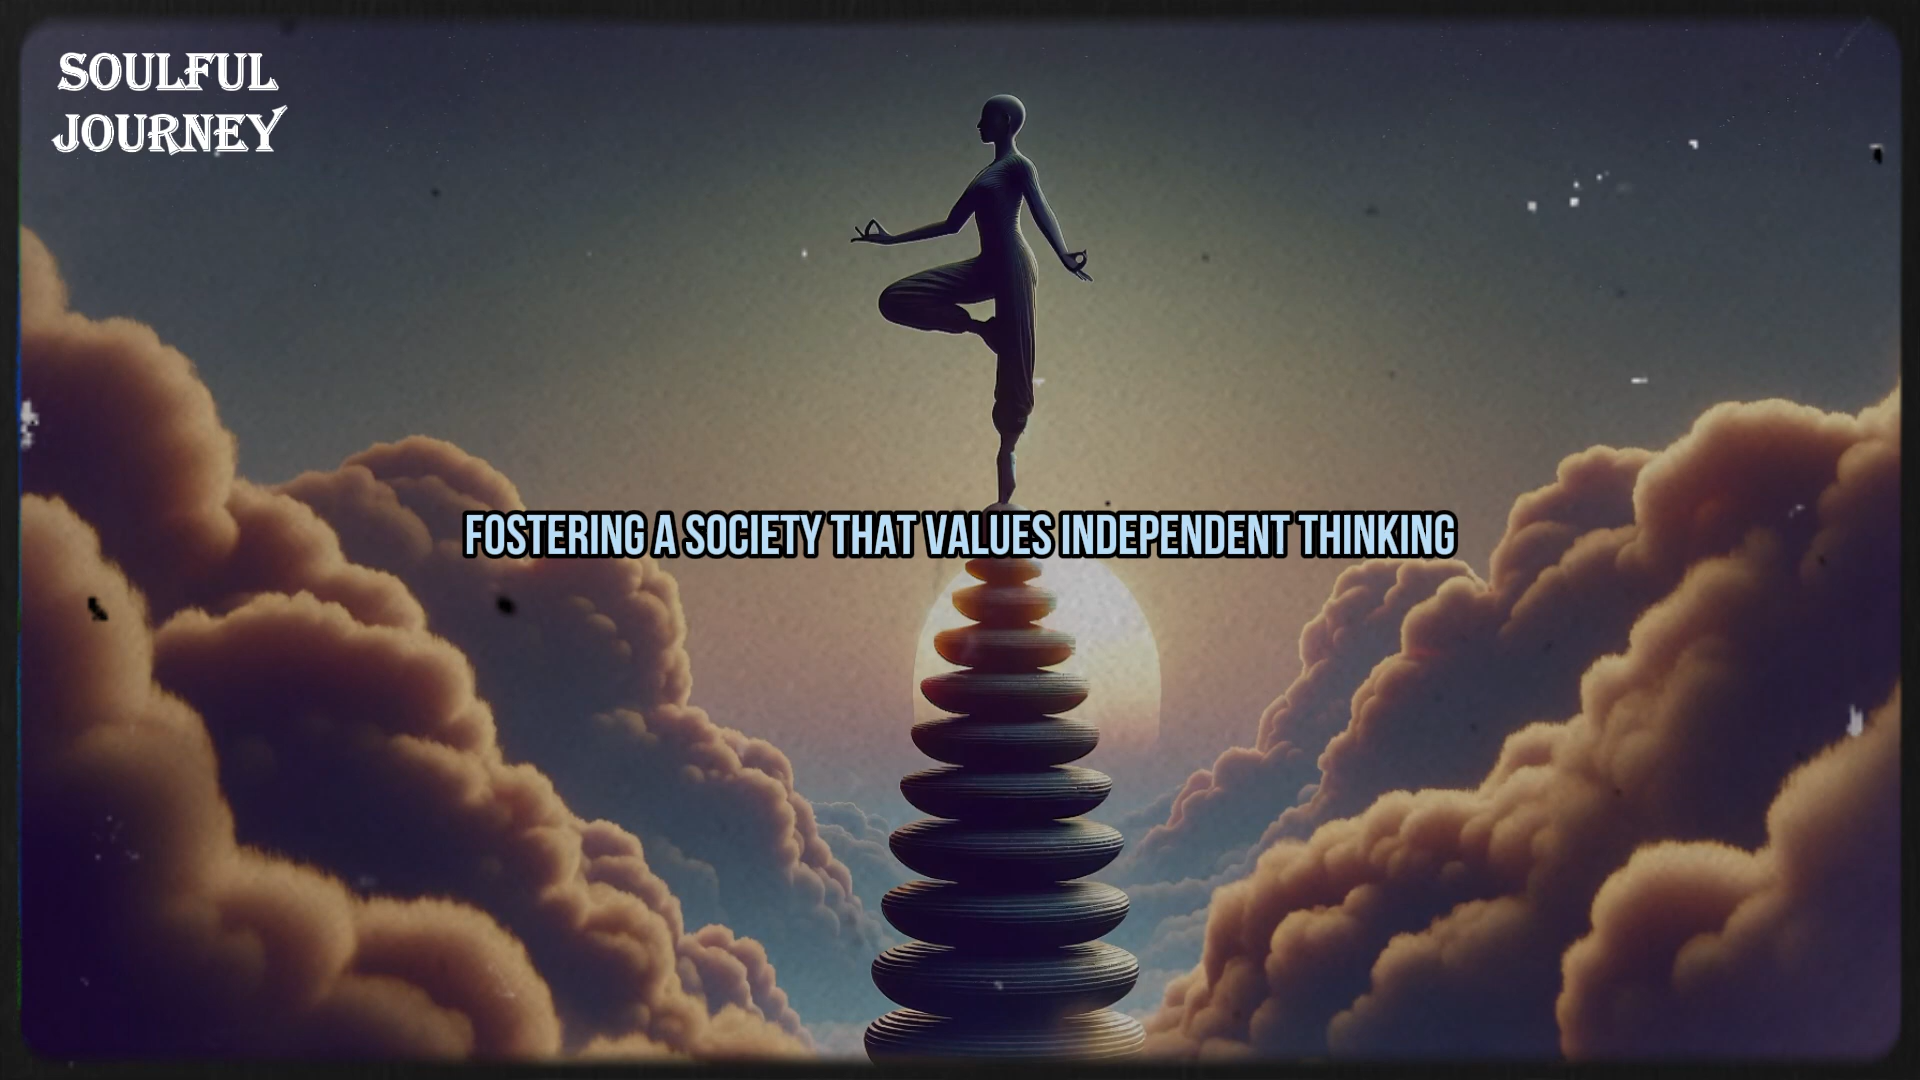 SOULFUL
JOURNEY
FOSTERING A SOCIETY THAT VALUES INDEPENDENT THINKING